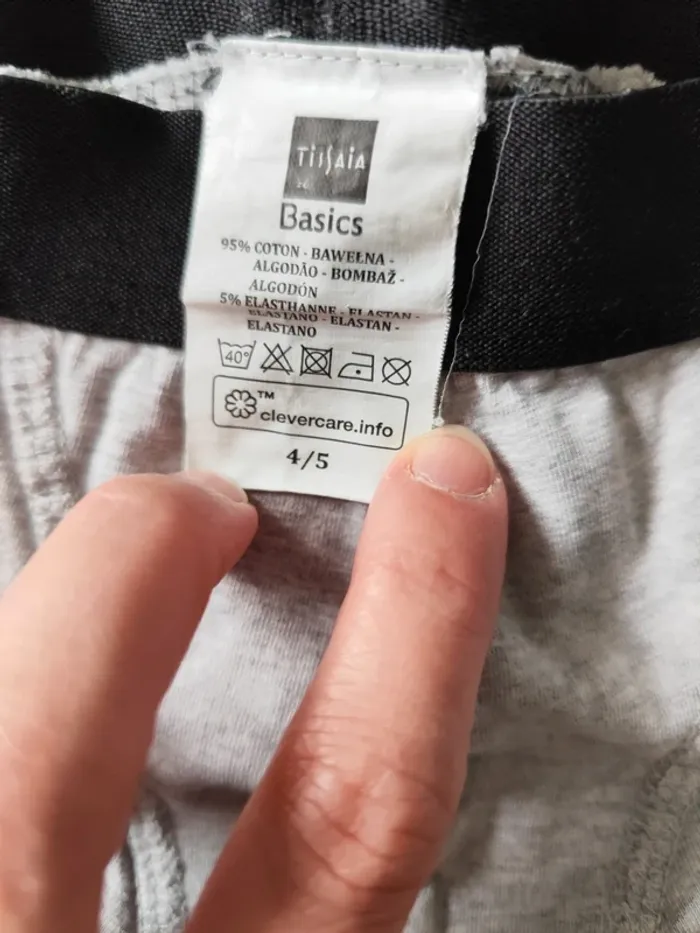 TISSAIA
Basics
95% COTON - BAWEŁNA -
ALGODÃO - BOMBAŽ -
ALGODÓN
5% ELASTHANNE - ELASTAN -
ELASTANO - ELASTAN -
ELASTANO
40°
™
clevercare.info
4/5